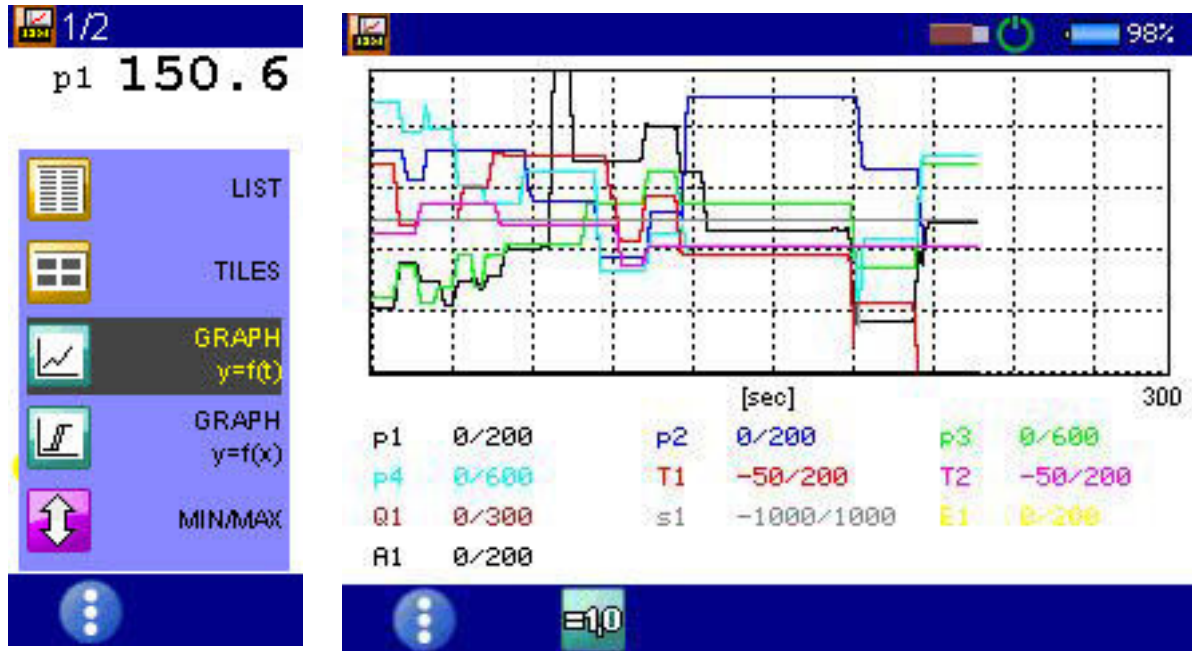 1/2
p1 150.6
LIST
TILES
GRAPH
y=f(t)
GRAPH
y=f(x)
MIN/MAX
98%
[sec] 300
p1 0/200 p2 0/200 p3 0/600
p4 0/600 T1 -50/200 T2 -50/200
Q1 0/300 s1 -1000/1000 E1 0/200
A1 0/200
=1,0